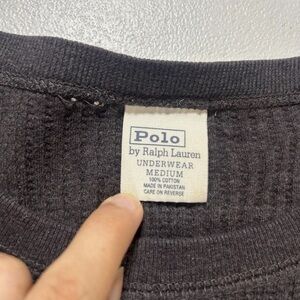 Polo
by Ralph Lauren
UNDERWEAR
MEDIUM
100% COTTON
MADE IN PAKISTAN
CARE ON REVERSE